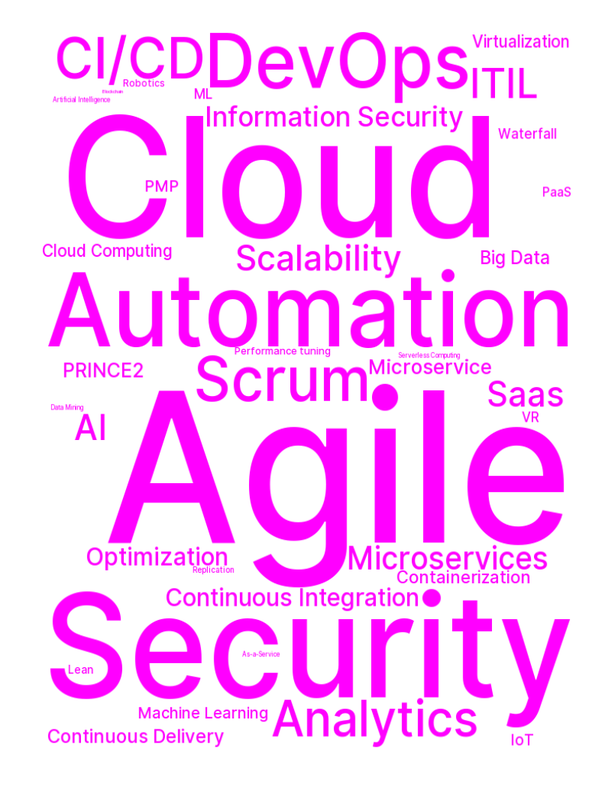 CI/CD
DevOps
Virtualization
ITIL
Robotics
ML
Artificial Intelligence
Information Security
Waterfall
Cloud
PMP
PaaS
Cloud Computing
Scalability
Big Data
Automation
Performance tuning
Serverless Computing
PRINCE2
Scrum
Microservice
Saas
Data Mining
VR
AI
Agile
Optimization
Microservices
Replication
Containerization
Continuous Integration
Security
As-a-Service
Lean
Machine Learning
Analytics
Continuous Delivery
IoT